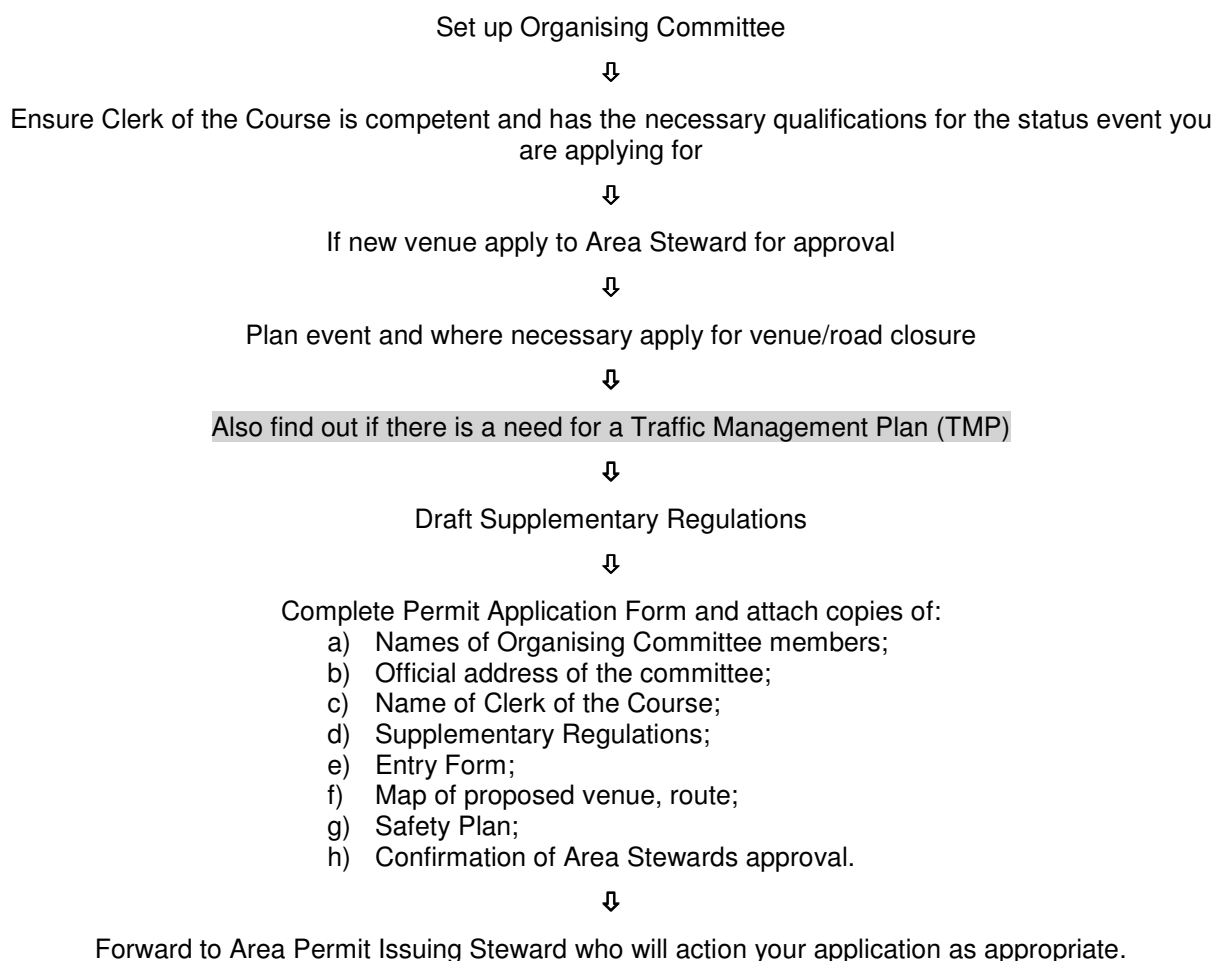 Set up Organising Committee
⇩
Ensure Clerk of the Course is competent and has the necessary qualifications for the status event you
are applying for
⇩
If new venue apply to Area Steward for approval
⇩
Plan event and where necessary apply for venue/road closure
⇩
Also find out if there is a need for a Traffic Management Plan (TMP)
⇩
Draft Supplementary Regulations
⇩
Complete Permit Application Form and attach copies of:
a) Names of Organising Committee members;
b) Official address of the committee;
c) Name of Clerk of the Course;
d) Supplementary Regulations;
e) Entry Form;
f) Map of proposed venue, route;
g) Safety Plan;
h) Confirmation of Area Stewards approval.
⇩
Forward to Area Permit Issuing Steward who will action your application as appropriate.